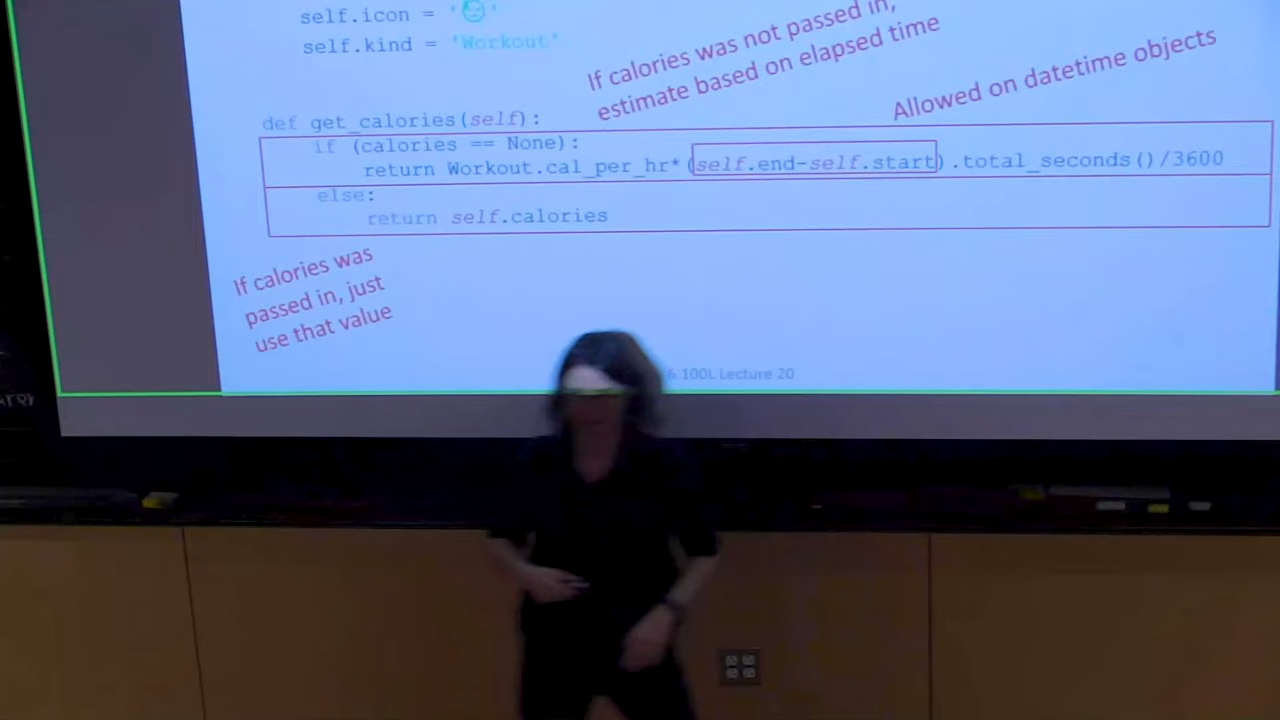 self.icon = '😓'
self.kind = 'Workout'
If calories was not passed in,
estimate based on elapsed time
Allowed on datetime objects
def get_calories(self):
if (calories == None):
return Workout.cal_per_hr*(self.end-self.start).total_seconds()/3600
else:
return self.calories
If calories was
passed in, just
use that value
6.100L Lecture 20